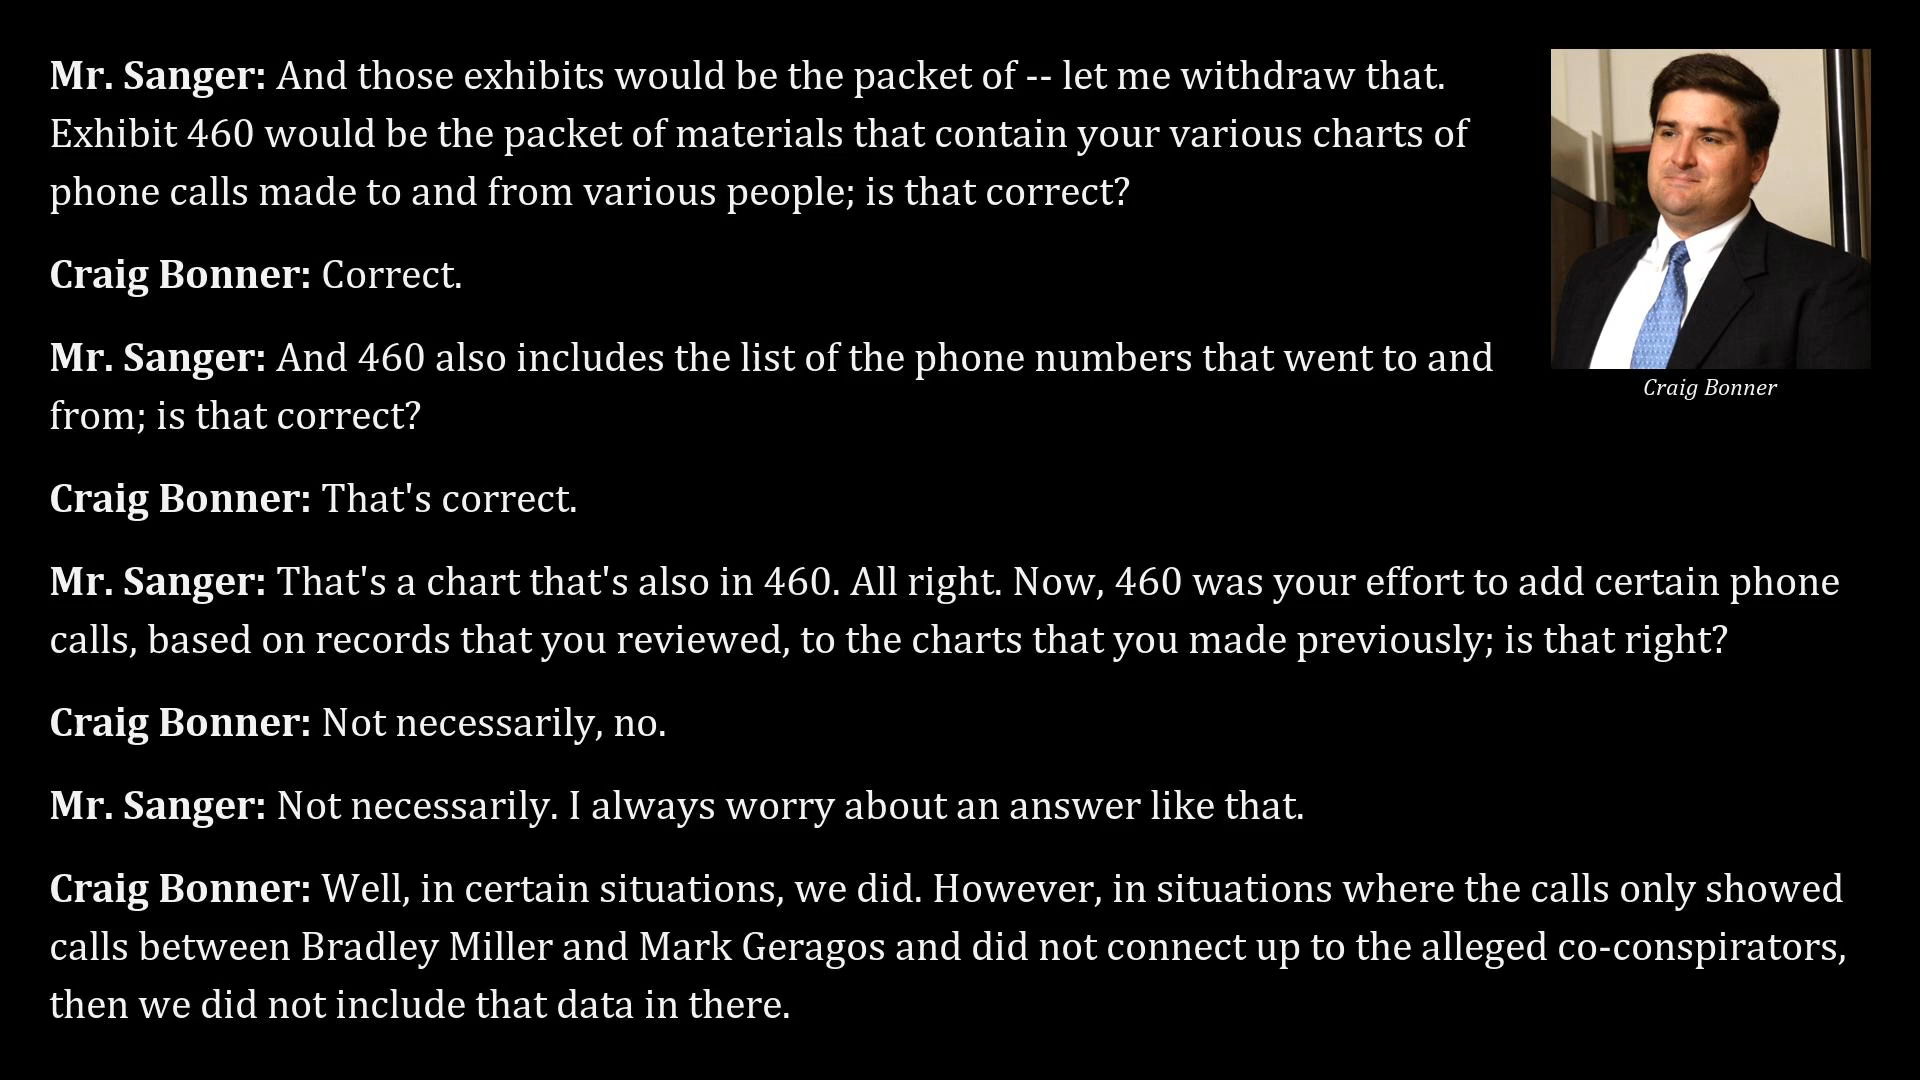 Mr. Sanger: And those exhibits would be the packet of -- let me withdraw that.
Exhibit 460 would be the packet of materials that contain your various charts of
phone calls made to and from various people; is that correct?
Craig Bonner: Correct.
Mr. Sanger: And 460 also includes the list of the phone numbers that went to and
from; is that correct?
Craig Bonner: That's correct.
Mr. Sanger: That's a chart that's also in 460. All right. Now, 460 was your effort to add certain phone
calls, based on records that you reviewed, to the charts that you made previously; is that right?
Craig Bonner: Not necessarily, no.
Mr. Sanger: Not necessarily. I always worry about an answer like that.
Craig Bonner: Well, in certain situations, we did. However, in situations where the calls only showed
calls between Bradley Miller and Mark Geragos and did not connect up to the alleged co-conspirators,
then we did not include that data in there.
Craig Bonner